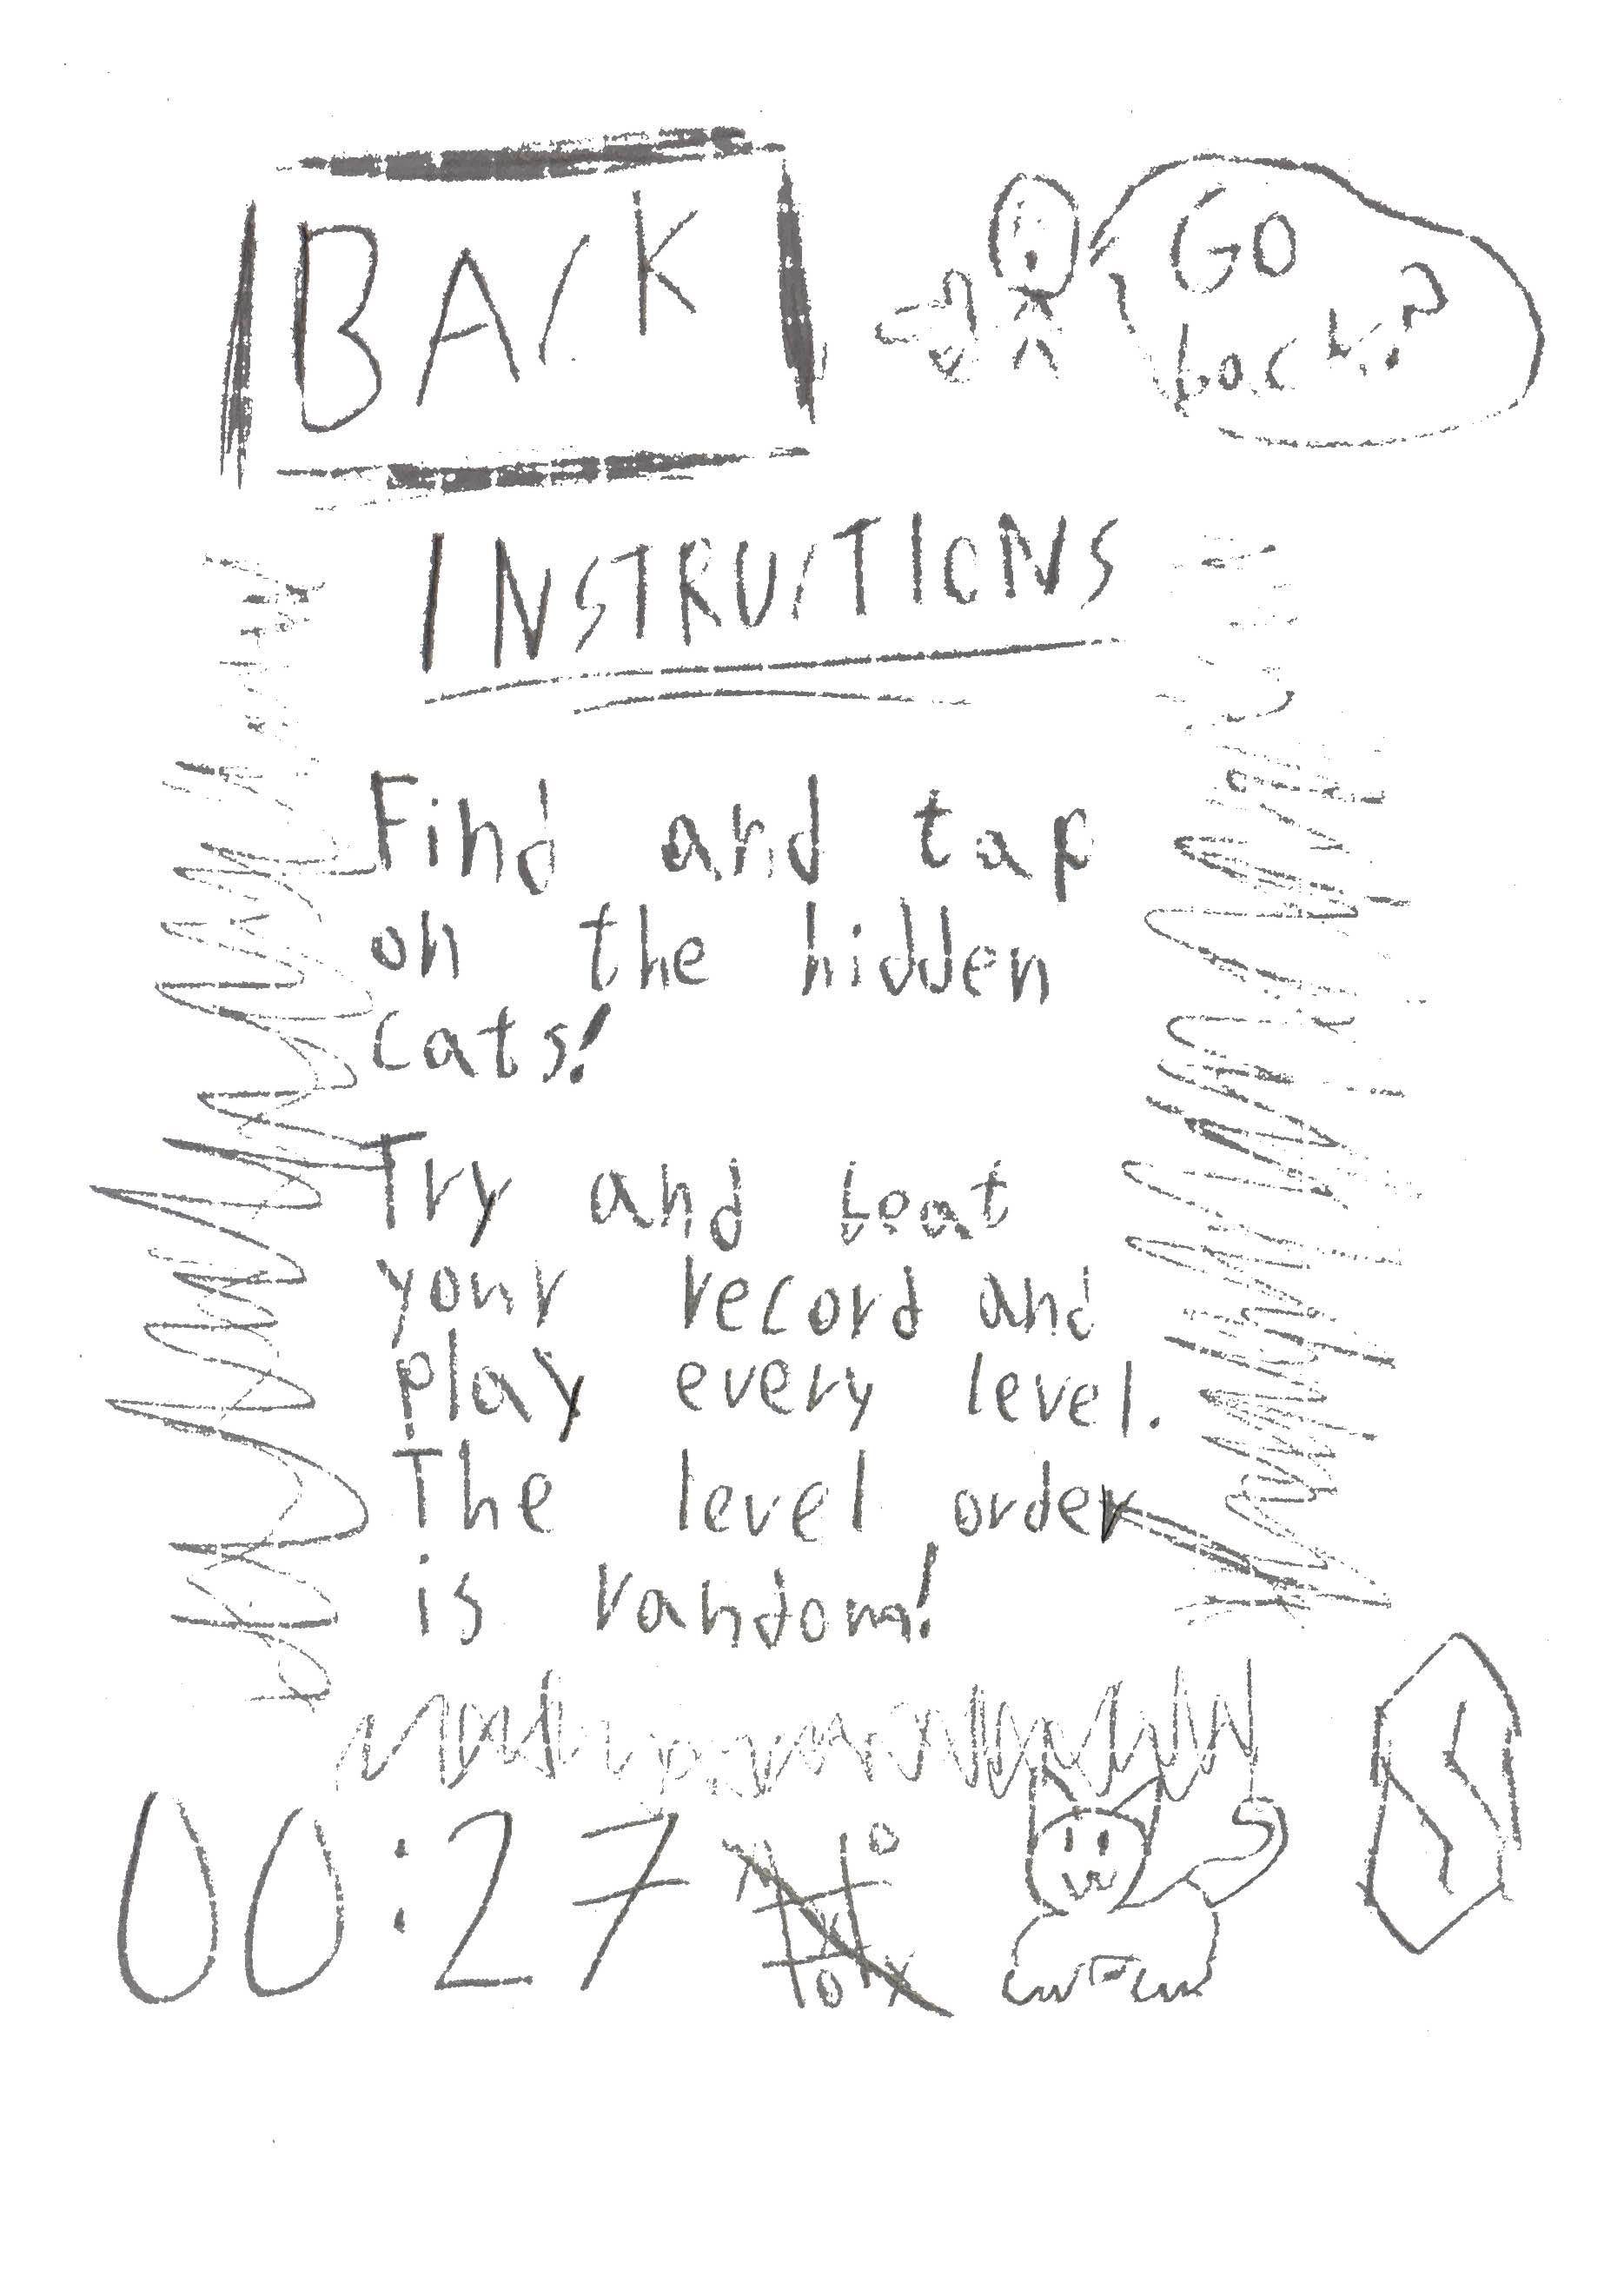 BACK
Go
back?
INSTRUCTIONS
Find and tap
on the hidden
cats!
Try and beat
your record and
play every level.
The level order
is random!
00:27
X O
X
O X